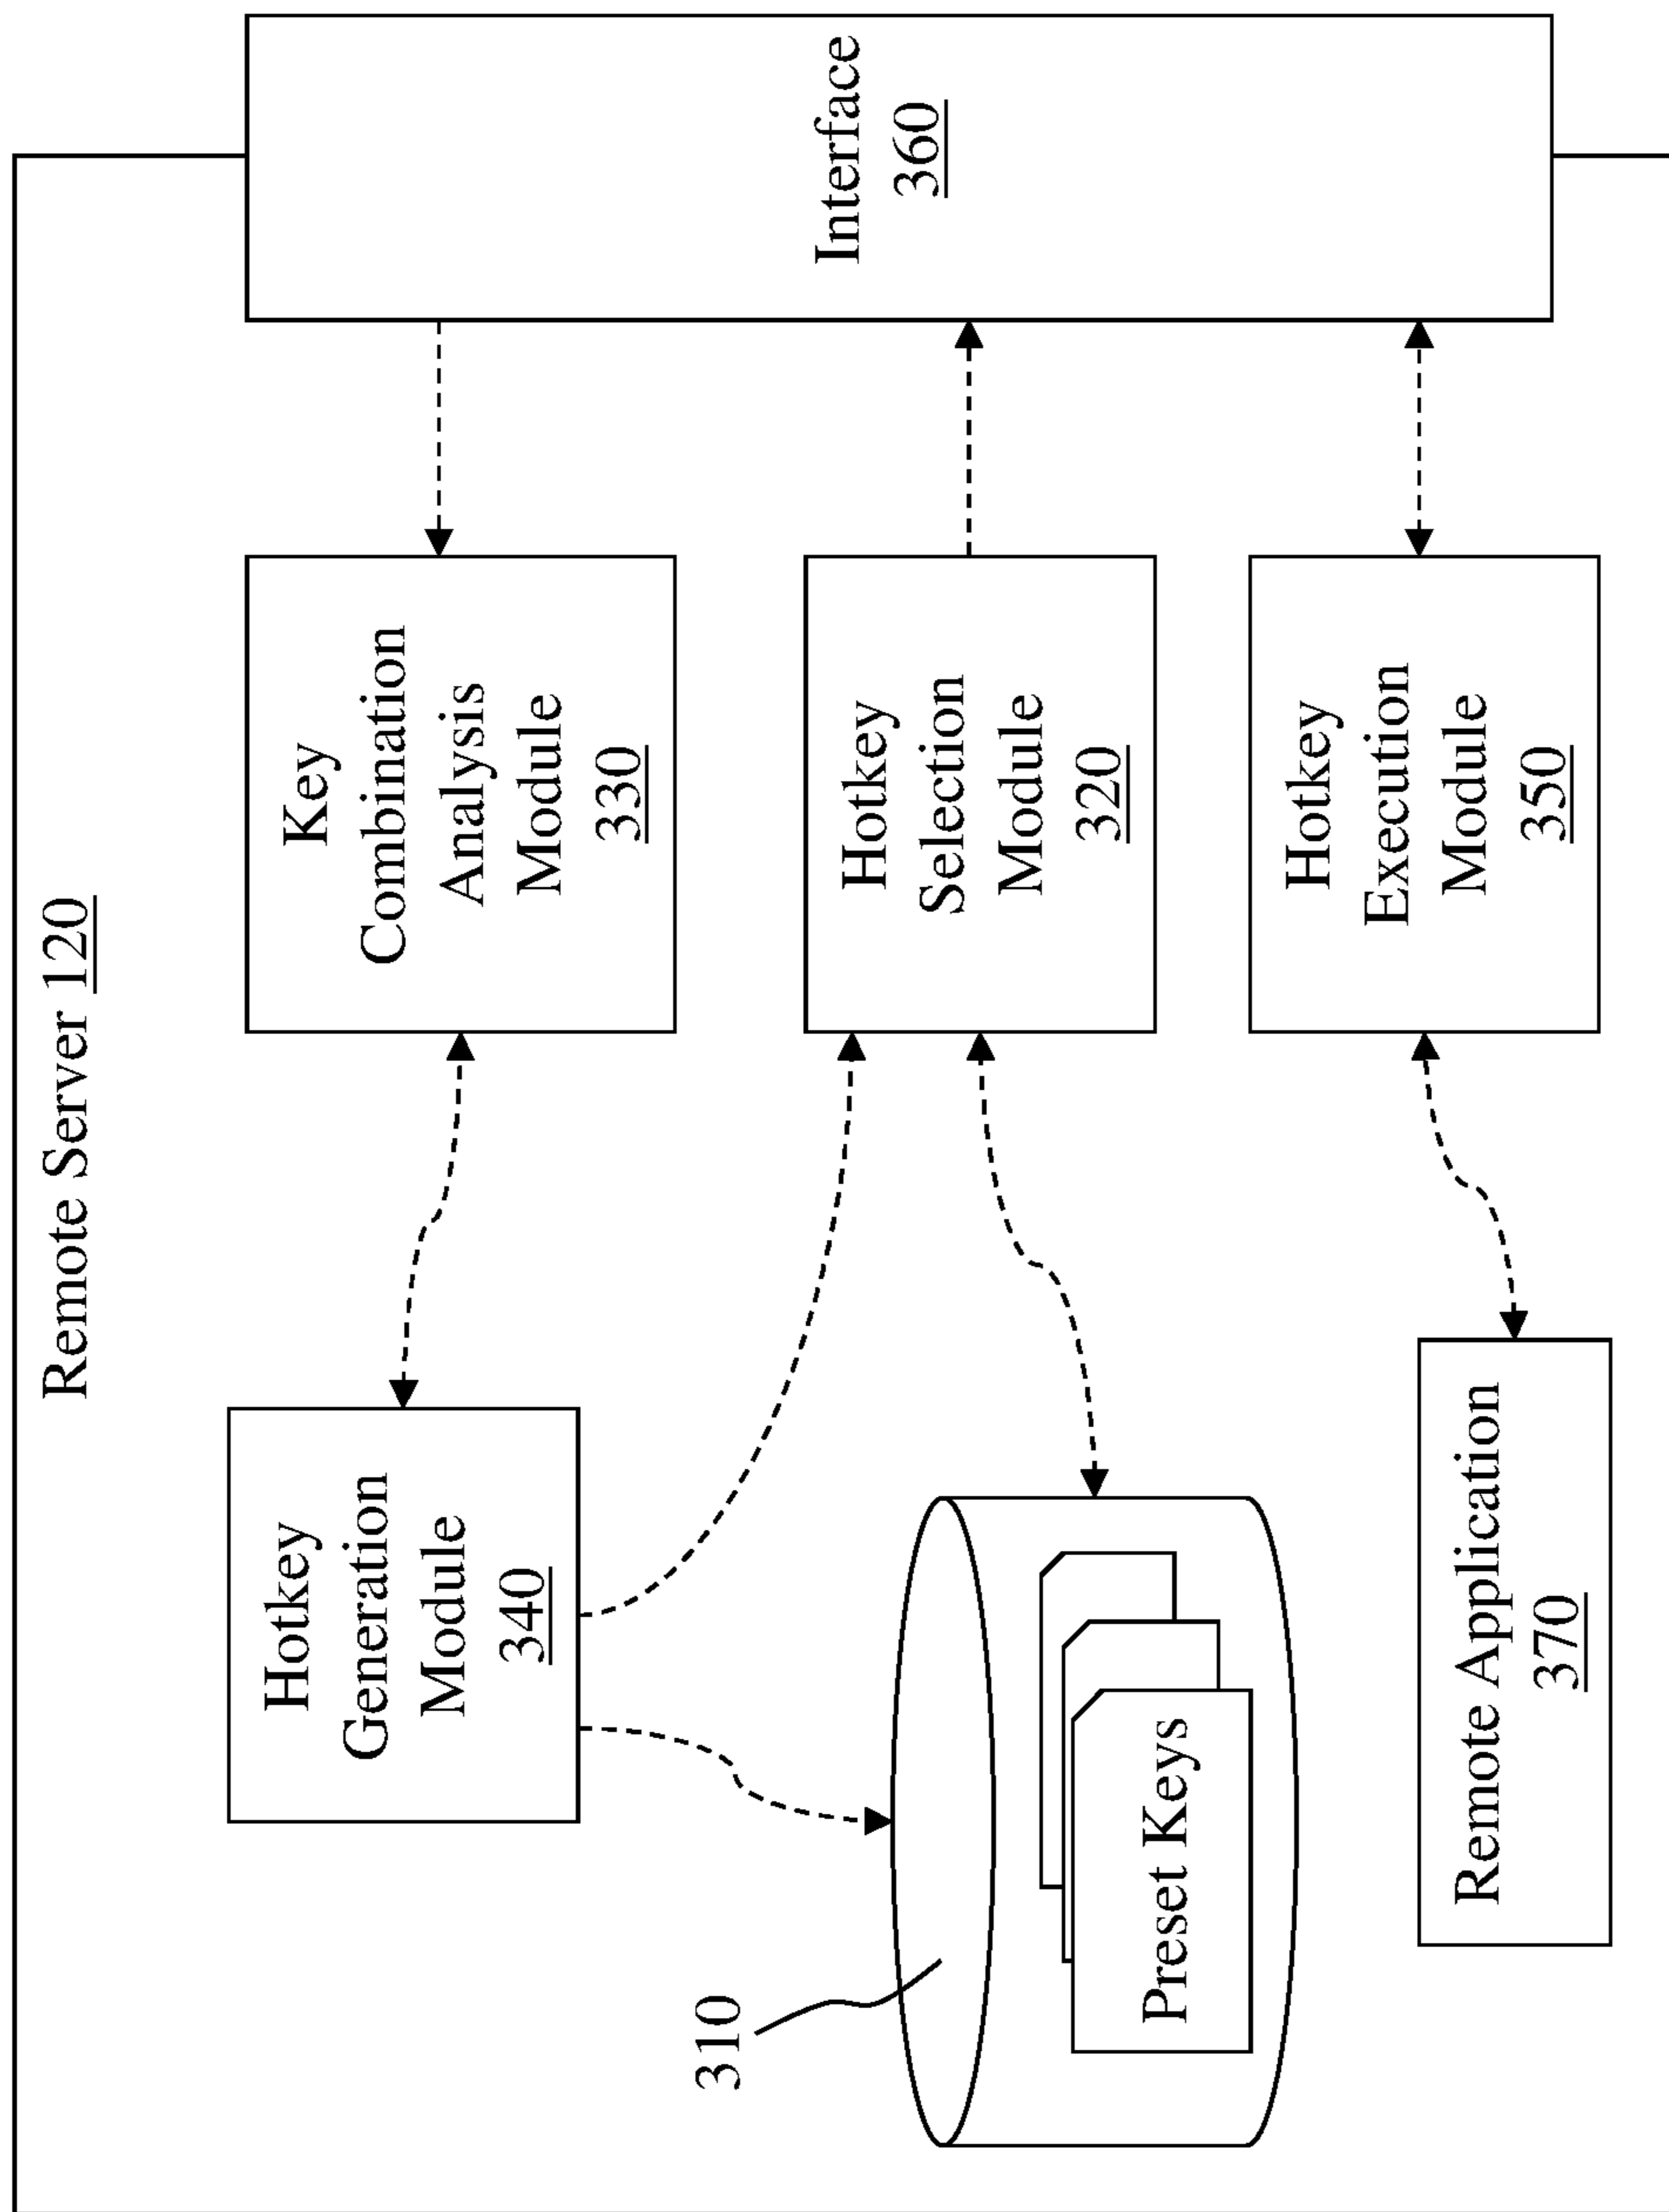 Remote Server 120
Hotkey
Generation
Module
340
Key
Combination
Analysis
Module
330
Interface
360
310
Preset Keys
Hotkey
Selection
Module
320
Remote Application
370
Hotkey
Execution
Module
350